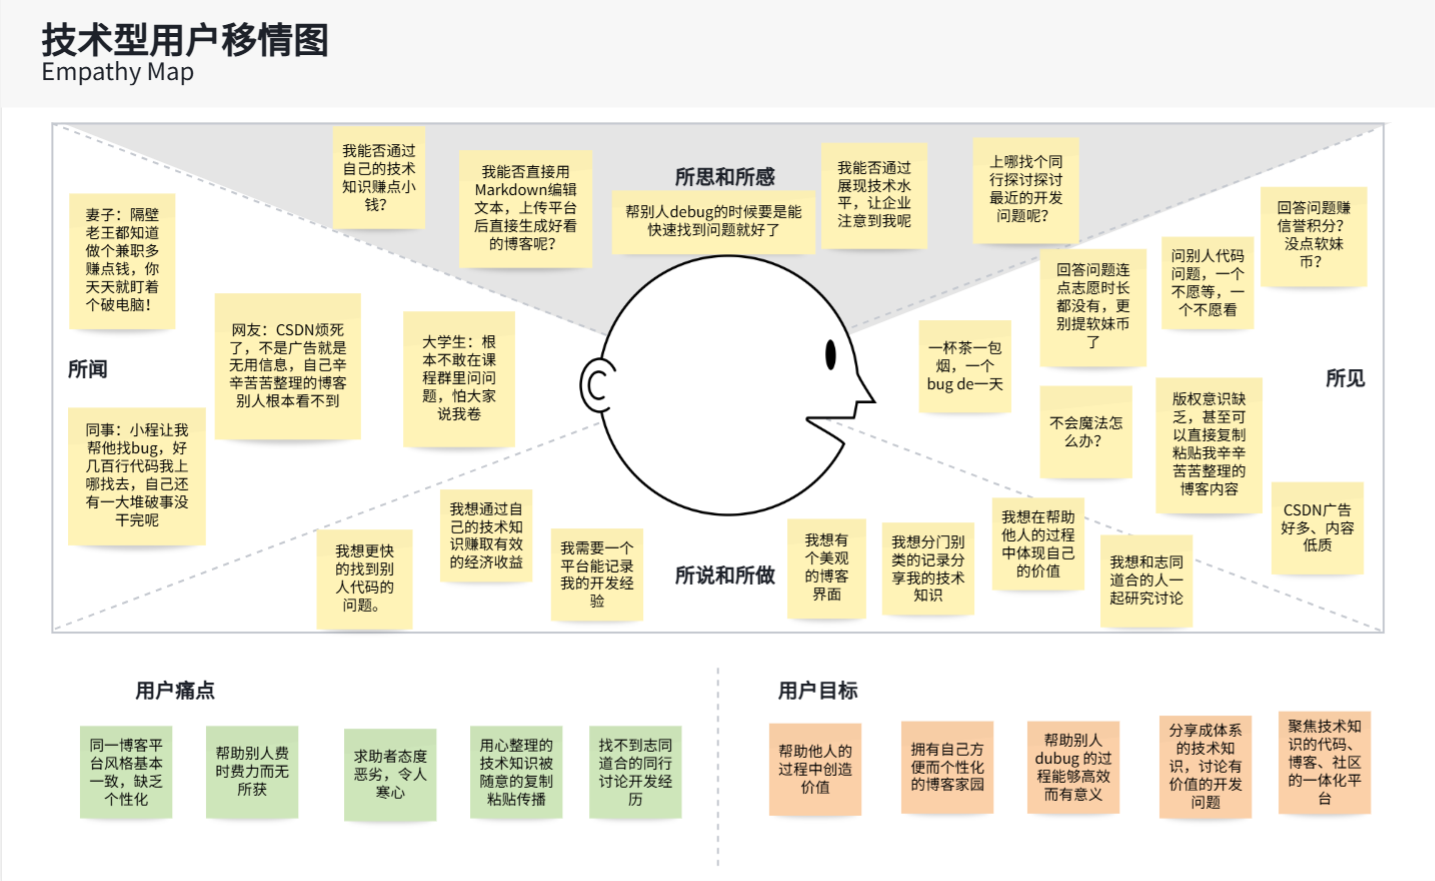 技术型用户移情图
Empathy Map
所思和所感
我能否通过
自己的技术
知识赚点小
钱?
我能否直接用
Markdown编辑
文本，上传平台
后直接生成好看
的博客呢?
帮别人debug的时候要是能
快速找到问题就好了
我能否通过
展现技术水
平，让企业
注意到我呢
上哪找个同
行探讨探讨
最近的开发
问题呢?
所闻
妻子：隔壁
老王都知道
做个兼职多
赚点钱，你
天天就盯着
个破电脑!
网友：CSDN烦死
了，不是广告就是
无用信息，自己辛
辛苦苦整理的博客
别人根本看不到
大学生：根
本不敢在课
程群里问问
题，怕大家
说我卷
同事：小程让我
帮他找bug，好
几百行代码我上
哪找去，自己还
有一大堆破事没
干完呢
所见
回答问题赚
信誉积分?
没点软妹
币?
问别人代码
问题，一个
不愿等，一
个不愿看
回答问题连
点志愿时长
都没有，更
别提软妹币
了
一杯茶一包
烟，一个
bug de一天
不会魔法怎
么办?
版权意识缺
乏，甚至可
以直接复制
粘贴我辛辛
苦苦整理的
博客内容
CSDN广告
好多、内容
低质
所说和所做
我想更快
的找到别
人代码的
问题。
我想通过自
己的技术知
识赚取有效
的经济收益
我需要一个
平台能记录
我的开发经
验
我想有
个美观
的博客
界面
我想分门别
类的记录分
享我的技术
知识
我想在帮助
他人的过程
中体现自己
的价值
我想和志同
道合的人一
起研究讨论
用户痛点
同一博客平
台风格基本
一致，缺乏
个性化
帮助别人费
时费力而无
所获
求助者态度
恶劣，令人
寒心
用心整理的
技术知识被
随意的复制
粘贴传播
找不到志同
道合的同行
讨论开发经
历
用户目标
帮助他人的
过程中创造
价值
拥有自己方
便而个性化
的博客家园
帮助别人
dubug 的过
程能够高效
而有意义
分享成体系
的技术知
识，讨论有
价值的开发
问题
聚焦技术知
识的代码、
博客、社区
的一体化平
台